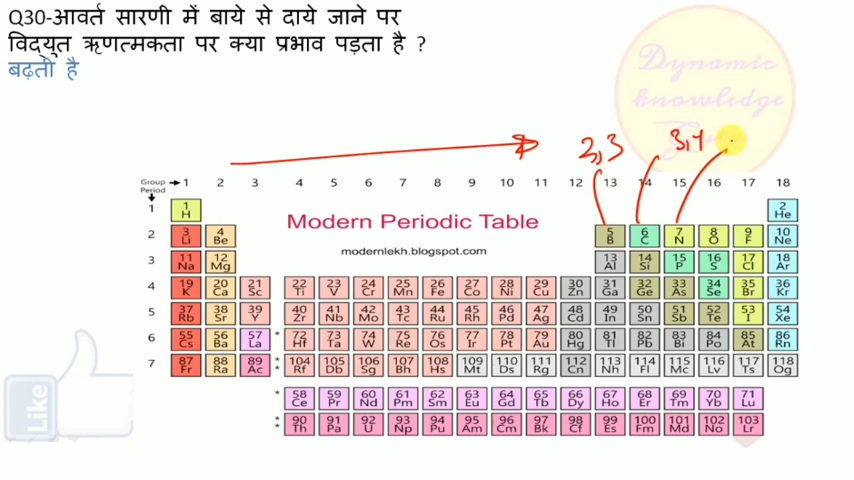 Q30-आवर्त सारणी में बाये से दाये जाने पर
विद्यूत ऋणत्मकता पर क्या प्रभाव पड़ता है ?
बढ़ती है
Dynamic
knowledge
2,3 3,4
Group 1 2 3 4 5 6 7 8 9 10 11 12 13 14 15 16 17 18
Period
Modern Periodic Table
modernlekh.blogspot.com
1 1 2
H He
2 3 4 5 6 7 8 9 10
Li Be B C N O F Ne
3 11 12 13 14 15 16 17 18
Na Mg Al Si P S Cl Ar
4 19 20 21 22 23 24 25 26 27 28 29 30 31 32 33 34 35 36
K Ca Sc Ti V Cr Mn Fe Co Ni Cu Zn Ga Ge As Se Br Kr
5 37 38 39 40 41 42 43 44 45 46 47 48 49 50 51 52 53 54
Rb Sr Y Zr Nb Mo Tc Ru Rh Pd Ag Cd In Sn Sb Te I Xe
6 55 56 57 * 72 73 74 75 76 77 78 79 80 81 82 83 84 85 86
Cs Ba La Hf Ta W Re Os Ir Pt Au Hg Tl Pb Bi Po At Rn
7 87 88 89 * 104 105 106 107 108 109 110 111 112 113 114 115 116 117 118
Fr Ra Ac * Rf Db Sg Bh Hs Mt Ds Rg Cn Nh Fl Mc Lv Ts Og
* 58 59 60 61 62 63 64 65 66 67 68 69 70 71
Ce Pr Nd Pm Sm Eu Gd Tb Dy Ho Er Tm Yb Lu
* 90 91 92 93 94 95 96 97 98 99 100 101 102 103
* Th Pa U Np Pu Am Cm Bk Cf Es Fm Md No Lr
Like